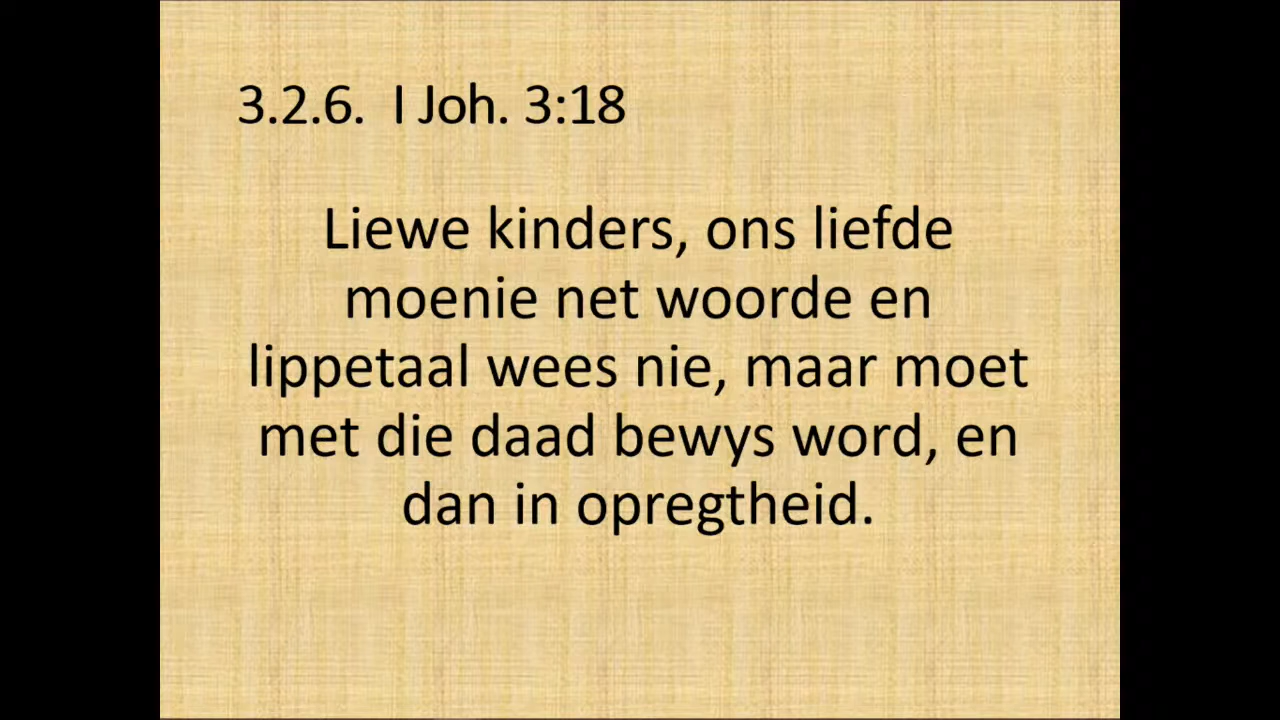 3.2.6. I Joh. 3:18
Liewe kinders, ons liefde
moenie net woorde en
lippetaal wees nie, maar moet
met die daad bewys word, en
dan in opregtheid.